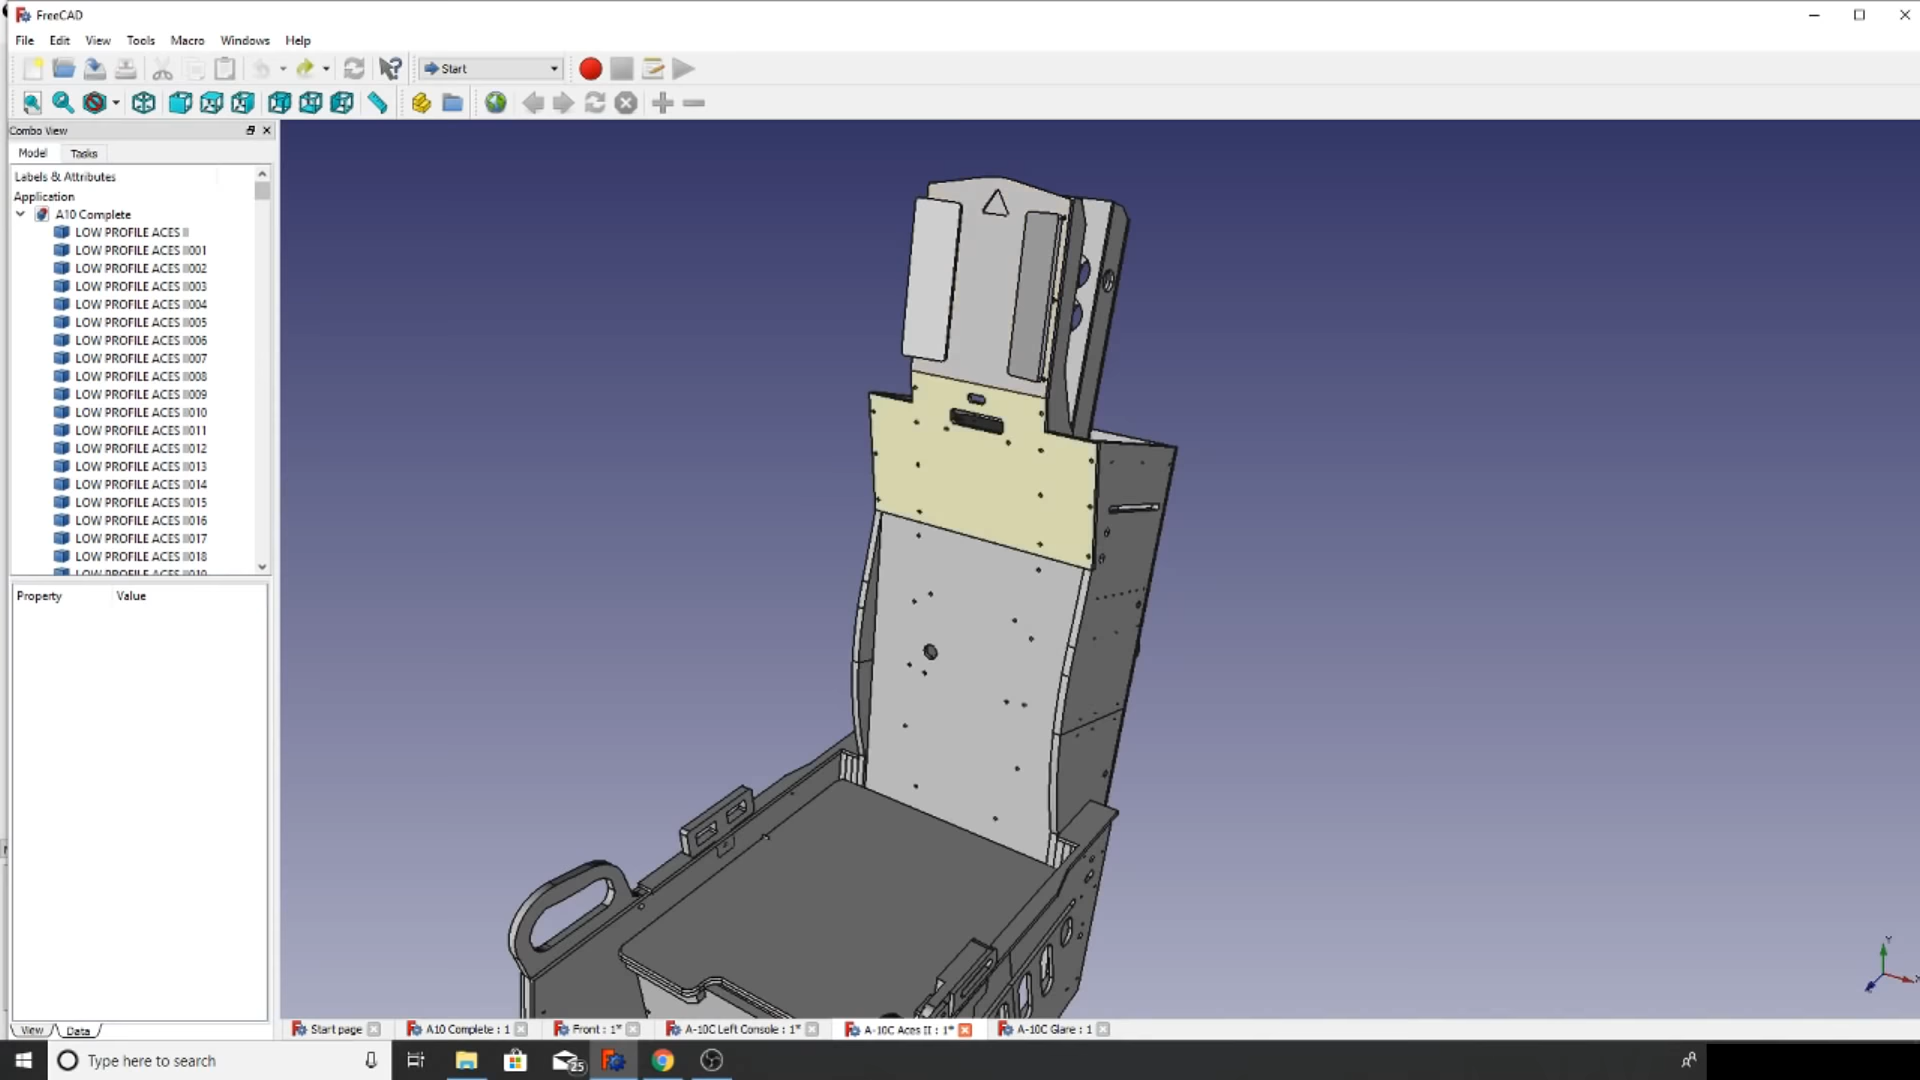 FreeCAD
File Edit View Tools Macro Windows Help
Start
Combo View
Model Tasks
Labels & Attributes
Application
A10 Complete
LOW PROFILE ACES II
LOW PROFILE ACES II001
LOW PROFILE ACES II002
LOW PROFILE ACES II003
LOW PROFILE ACES II004
LOW PROFILE ACES II005
LOW PROFILE ACES II006
LOW PROFILE ACES II007
LOW PROFILE ACES II008
LOW PROFILE ACES II009
LOW PROFILE ACES II010
LOW PROFILE ACES II011
LOW PROFILE ACES II012
LOW PROFILE ACES II013
LOW PROFILE ACES II014
LOW PROFILE ACES II015
LOW PROFILE ACES II016
LOW PROFILE ACES II017
LOW PROFILE ACES II018
LOW PROFILE ACES II019
Property Value
Y
X
View Data
Start page A10 Complete : 1 Front : 1* A-10C Left Console : 1* A-10C Aces II : 1* A-10C Glare : 1
Type here to search 25